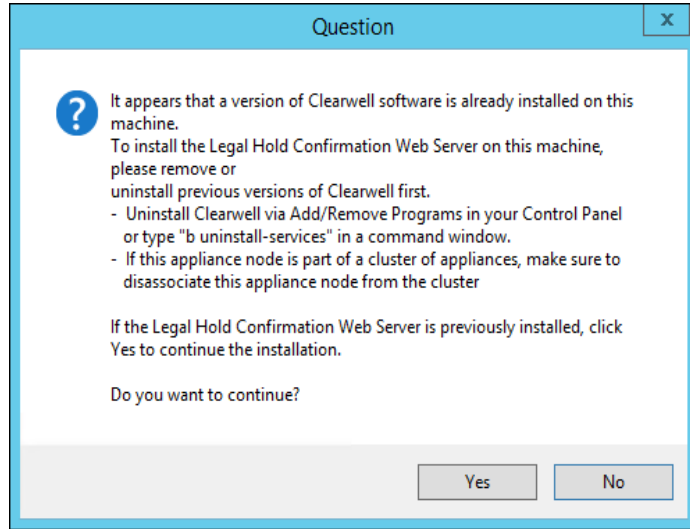 Question
x
?
It appears that a version of Clearwell software is already installed on this
machine.
To install the Legal Hold Confirmation Web Server on this machine,
please remove or
uninstall previous versions of Clearwell first.
- Uninstall Clearwell via Add/Remove Programs in your Control Panel
or type "b uninstall-services" in a command window.
- If this appliance node is part of a cluster of appliances, make sure to
disassociate this appliance node from the cluster
If the Legal Hold Confirmation Web Server is previously installed, click
Yes to continue the installation.
Do you want to continue?
Yes No